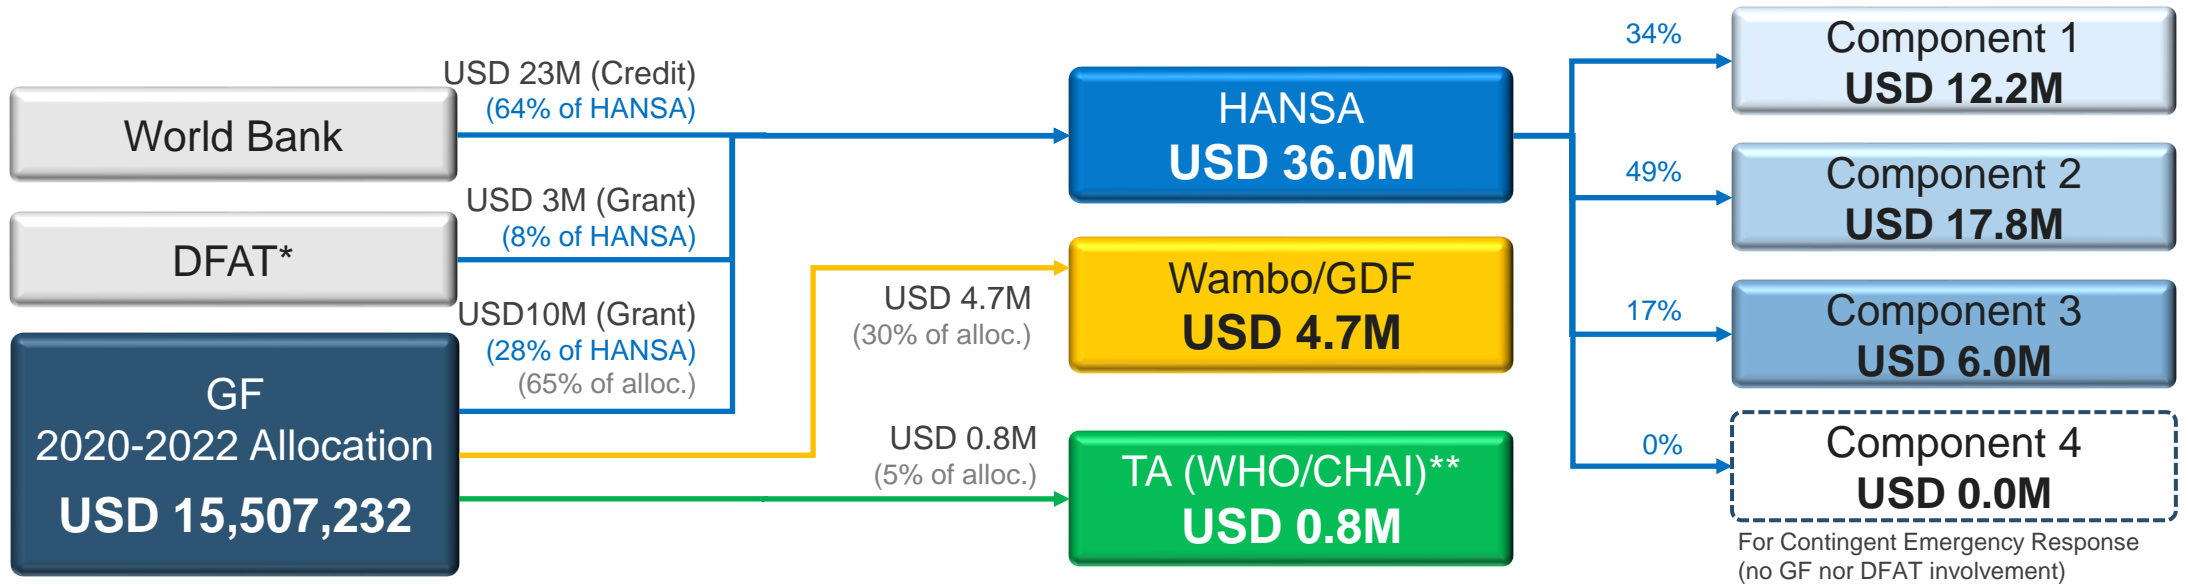 World Bank
USD 23M (Credit)
(64% of HANSA)
DFAT*
USD 3M (Grant)
(8% of HANSA)
GF
2020-2022 Allocation
USD 15,507,232
USD10M (Grant)
(28% of HANSA)
(65% of alloc.)
USD 4.7M
(30% of alloc.)
USD 0.8M
(5% of alloc.)
HANSA
USD 36.0M
Wambo/GDF
USD 4.7M
TA (WHO/CHAI)**
USD 0.8M
34%
Component 1
USD 12.2M
49%
Component 2
USD 17.8M
17%
Component 3
USD 6.0M
0%
Component 4
USD 0.0M
For Contingent Emergency Response
(no GF nor DFAT involvement)